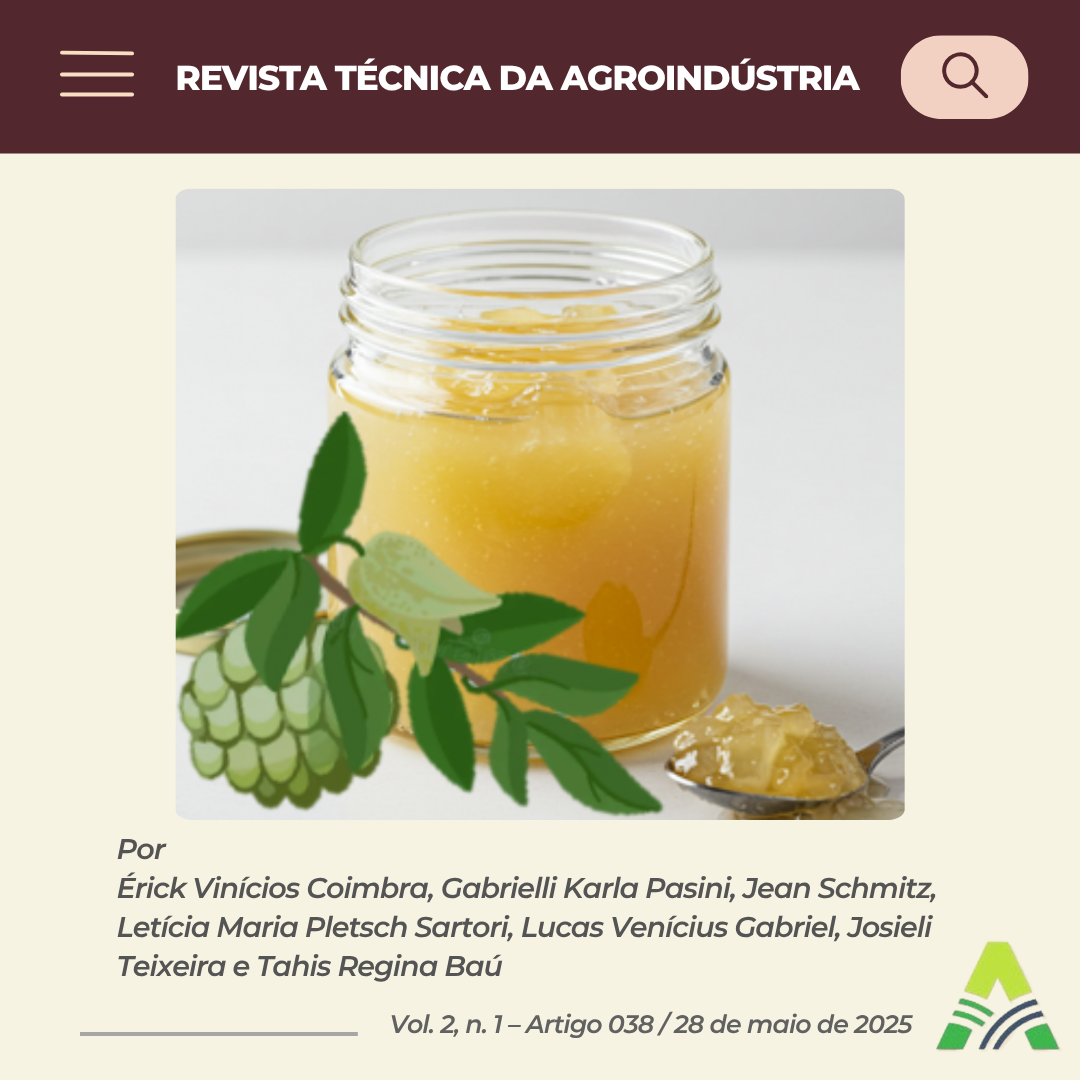 REVISTA TÉCNICA DA AGROINDÚSTRIA
Por
Érick Vinícios Coimbra, Gabrielli Karla Pasini, Jean Schmitz,
Letícia Maria Pletsch Sartori, Lucas Venícius Gabriel, Josieli
Teixeira e Tahis Regina Baú
Vol. 2, n. 1 – Artigo 038 / 28 de maio de 2025